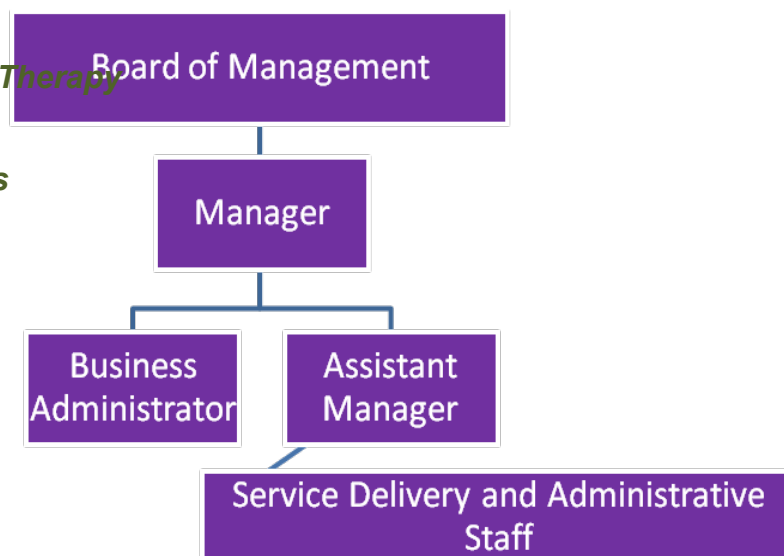 Board of Management
Therapy
s
Manager
Business
Administrator
Assistant
Manager
Service Delivery and Administrative
Staff